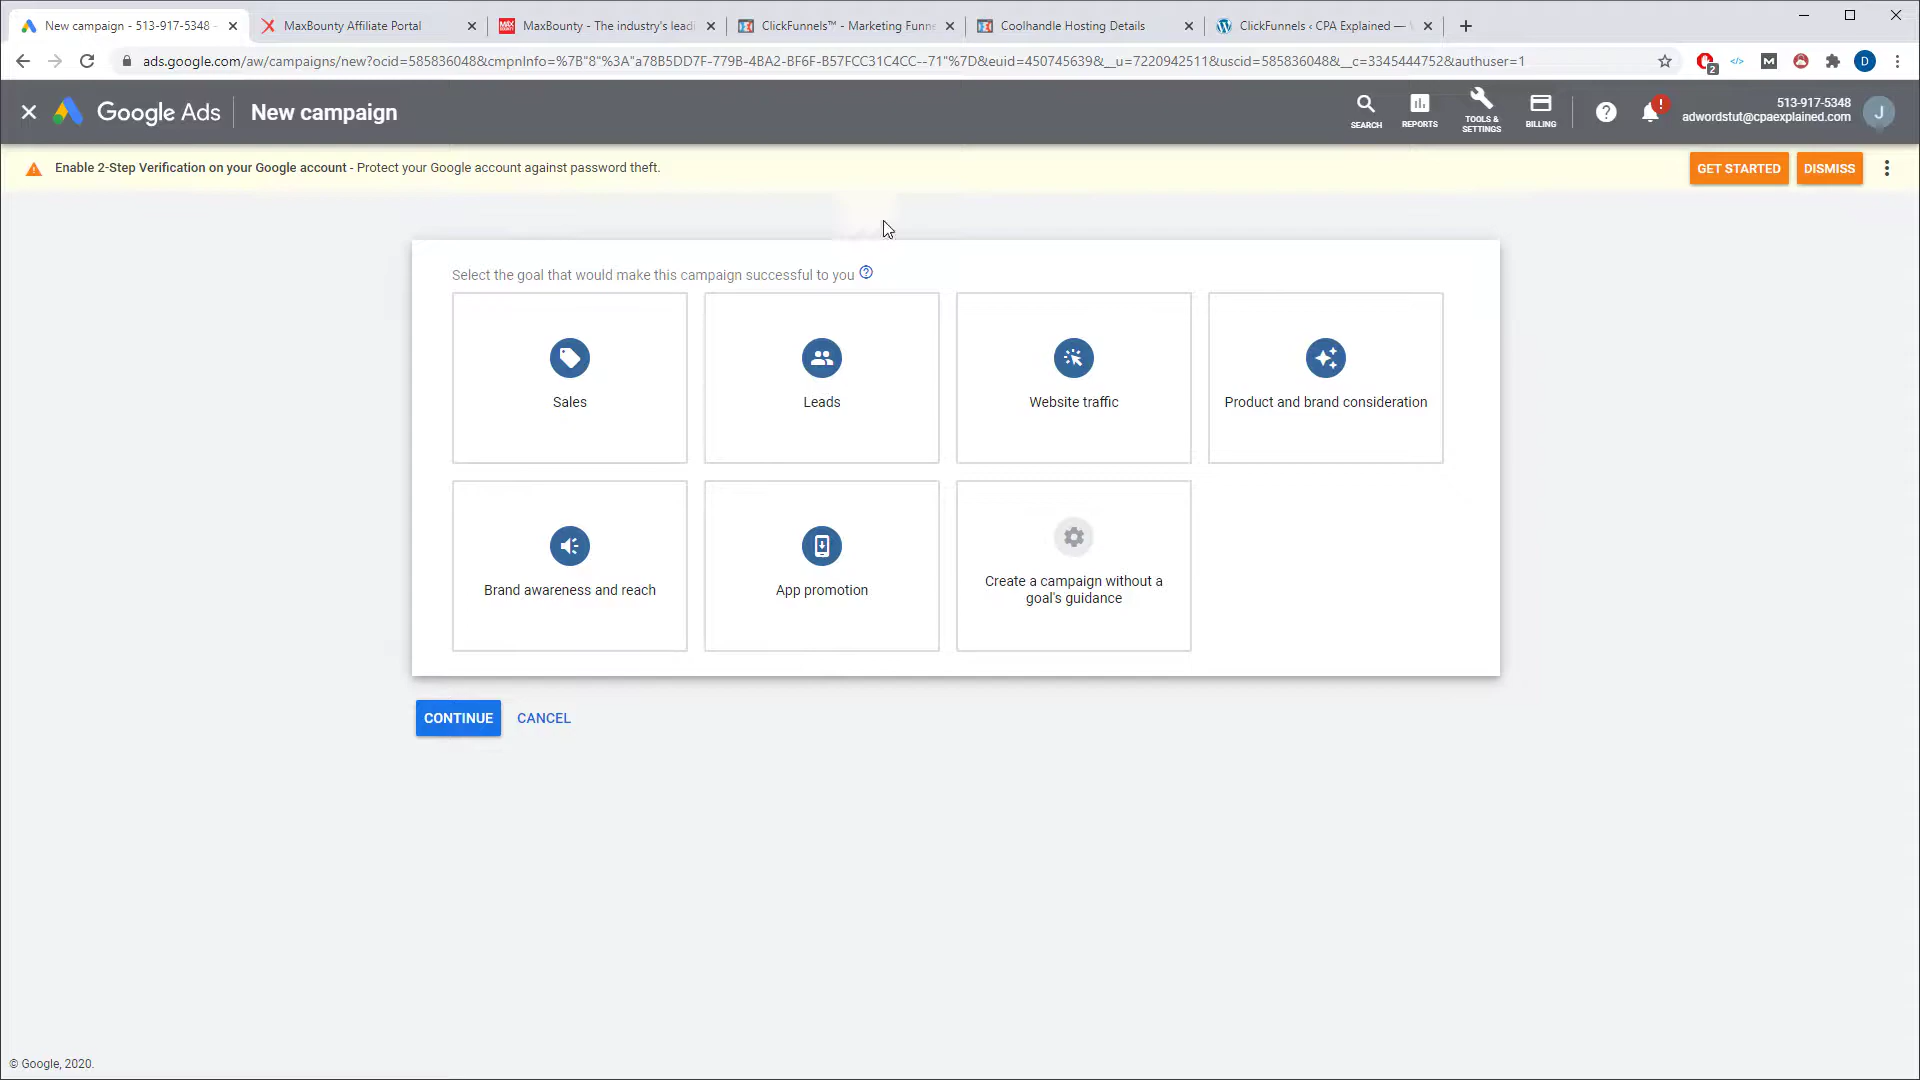 New campaign - 513-917-5348 -
MaxBounty Affiliate Portal
MaxBounty - The industry's leadi
ClickFunnels™ - Marketing Funne
Coolhandle Hosting Details
ClickFunnels ‹ CPA Explained —
ads.google.com/aw/campaigns/new?ocid=585836048&cmpnInfo=%7B"8"%3A"a78B5DD7F-779B-4BA2-BF6F-B57FCC31C4CC--71"%7D&euid=450745639&__u=7220942511&uscid=585836048&__c=3345444752&authuser=1
2
D
Google Ads
New campaign
SEARCH
REPORTS
TOOLS &
SETTINGS
BILLING
!
513-917-5348
adwordstut@cpaexplained.com
J
Enable 2-Step Verification on your Google account - Protect your Google account against password theft.
GET STARTED
DISMISS
Select the goal that would make this campaign successful to you
Sales
Leads
Website traffic
Product and brand consideration
Brand awareness and reach
App promotion
Create a campaign without a
goal's guidance
CONTINUE
CANCEL
© Google, 2020.